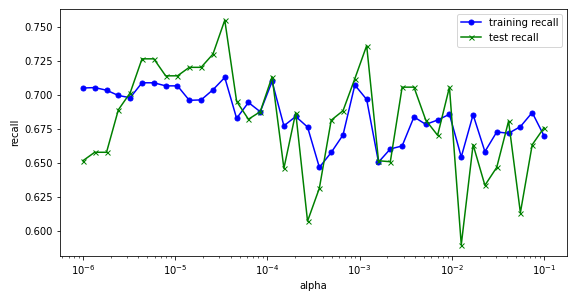 0.750
0.725
0.700
0.675
0.650
0.625
0.600
recall
training recall
test recall
10⁻⁶ 10⁻⁵ 10⁻⁴ 10⁻³ 10⁻² 10⁻¹
alpha